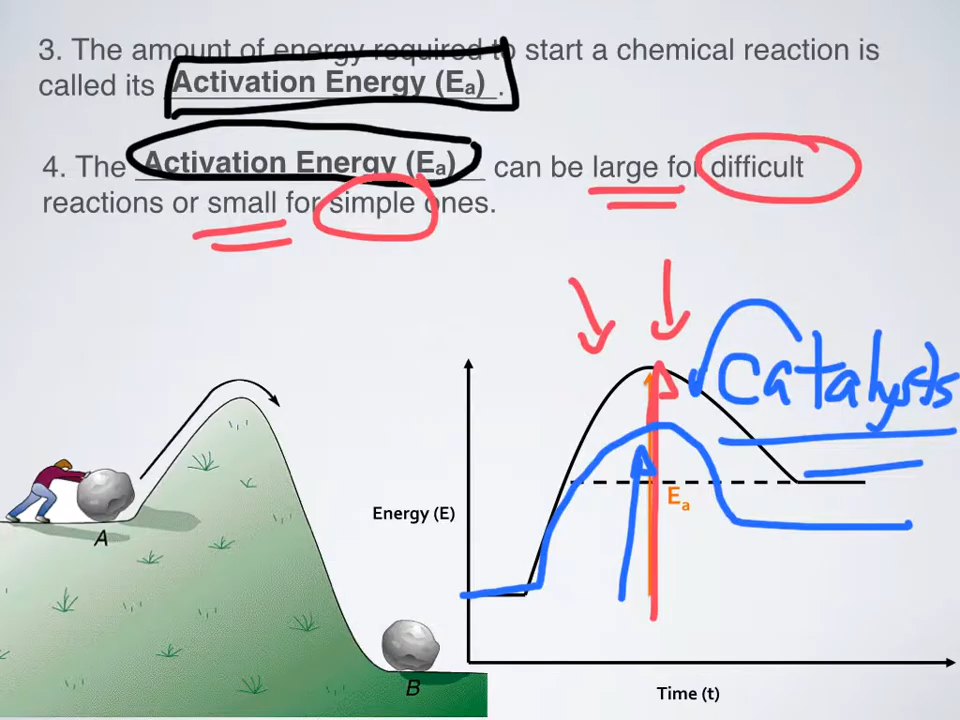 3. The amount of energy required to start a chemical reaction is
called its Activation Energy (Ea).
4. The Activation Energy (Ea) can be large for difficult
reactions or small for simple ones.
catalysts
Energy (E)
Ea
A
B
Time (t)